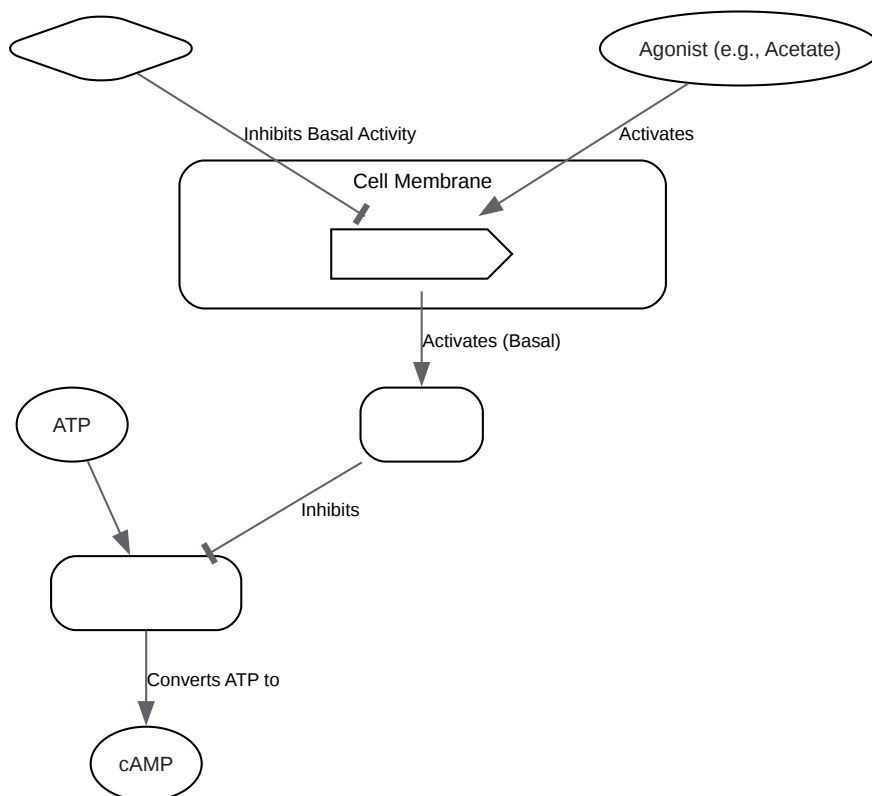 Agonist (e.g., Acetate)
Inhibits Basal Activity
Activates
Cell Membrane
Activates (Basal)
ATP
Inhibits
Converts ATP to
cAMP